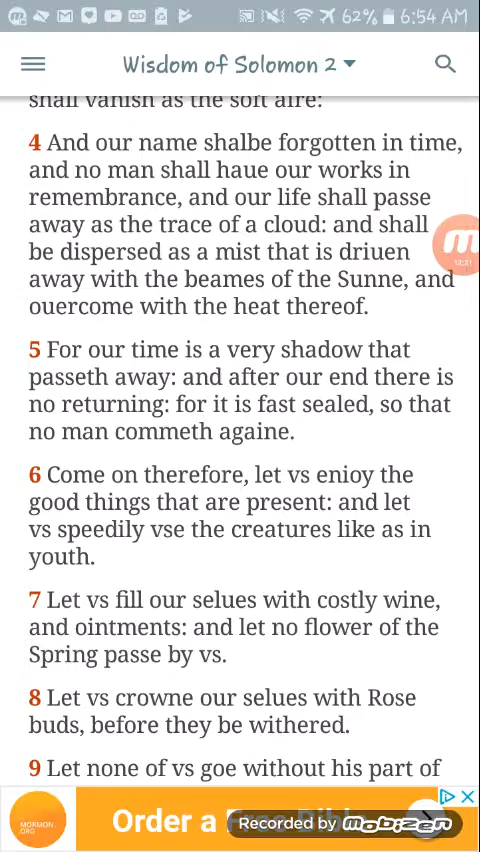 62% 6:54 AM
Wisdom of Solomon 2
shall vanish as the soft aire:
4 And our name shalbe forgotten in time,
and no man shall haue our works in
remembrance, and our life shall passe
away as the trace of a cloud: and shall
be dispersed as a mist that is driuen
away with the beames of the Sunne, and
ouercome with the heat thereof.
12:21
5 For our time is a very shadow that
passeth away: and after our end there is
no returning: for it is fast sealed, so that
no man commeth againe.
6 Come on therefore, let vs enioy the
good things that are present: and let
vs speedily vse the creatures like as in
youth.
7 Let vs fill our selues with costly wine,
and ointments: and let no flower of the
Spring passe by vs.
8 Let vs crowne our selues with Rose
buds, before they be withered.
9 Let none of vs goe without his part of
MORMON.
ORG
Order a Free Bible
Recorded by mobizen